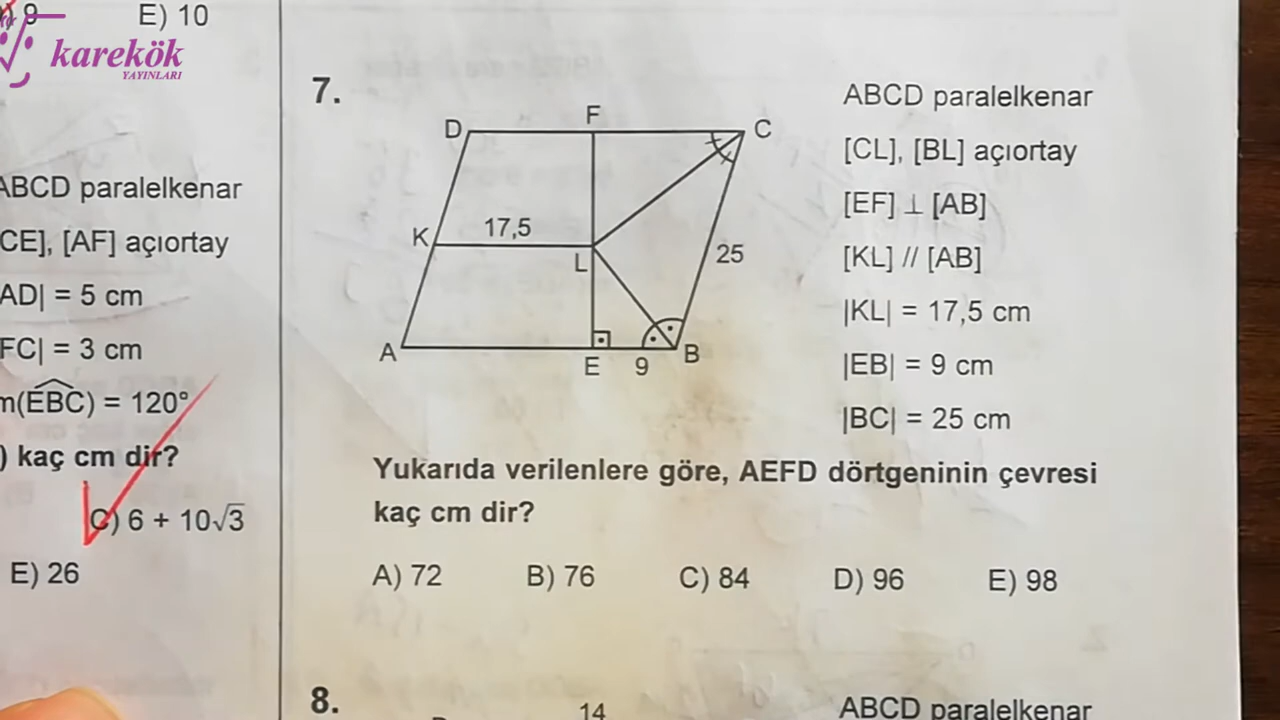 9
E) 10
karekök
YAYINLARI
ABCD paralelkenar
CE], [AF] açıortay
AD| = 5 cm
FC| = 3 cm
m(EBC) = 120°
) kaç cm dir?
C) 6 + 10√3
E) 26
7.
D
F
C
K
17,5
L
25
A
E
9
B
ABCD paralelkenar
[CL], [BL] açıortay
[EF] ⊥ [AB]
[KL] // [AB]
|KL| = 17,5 cm
|EB| = 9 cm
|BC| = 25 cm
Yukarıda verilenlere göre, AEFD dörtgeninin çevresi
kaç cm dir?
A) 72 B) 76 C) 84 D) 96 E) 98
8.
14
ABCD paralelkenar